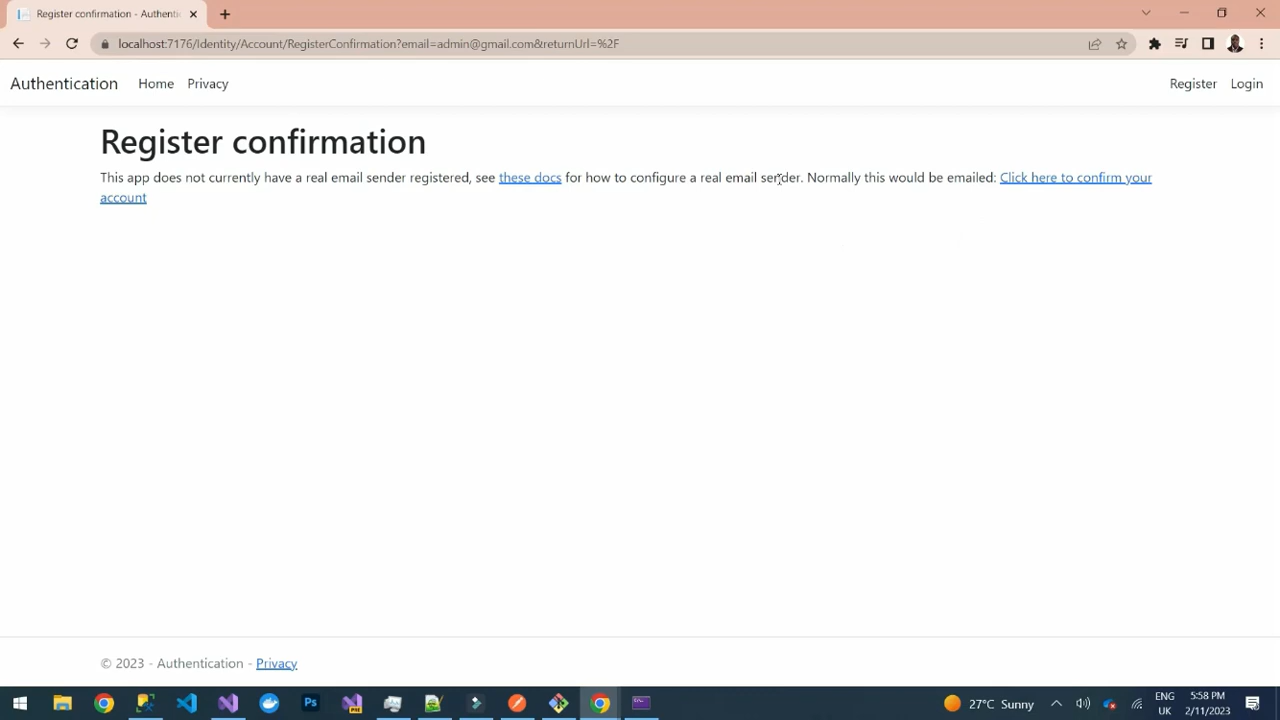 Register confirmation - Authentic
localhost:7176/Identity/Account/RegisterConfirmation?email=admin@gmail.com&returnUrl=%2F
Authentication Home Privacy Register Login
Register confirmation
This app does not currently have a real email sender registered, see these docs for how to configure a real email sender. Normally this would be emailed: Click here to confirm your
account
© 2023 - Authentication - Privacy
Ps
PRE
27°C Sunny
ENG
UK
5:58 PM
2/11/2023